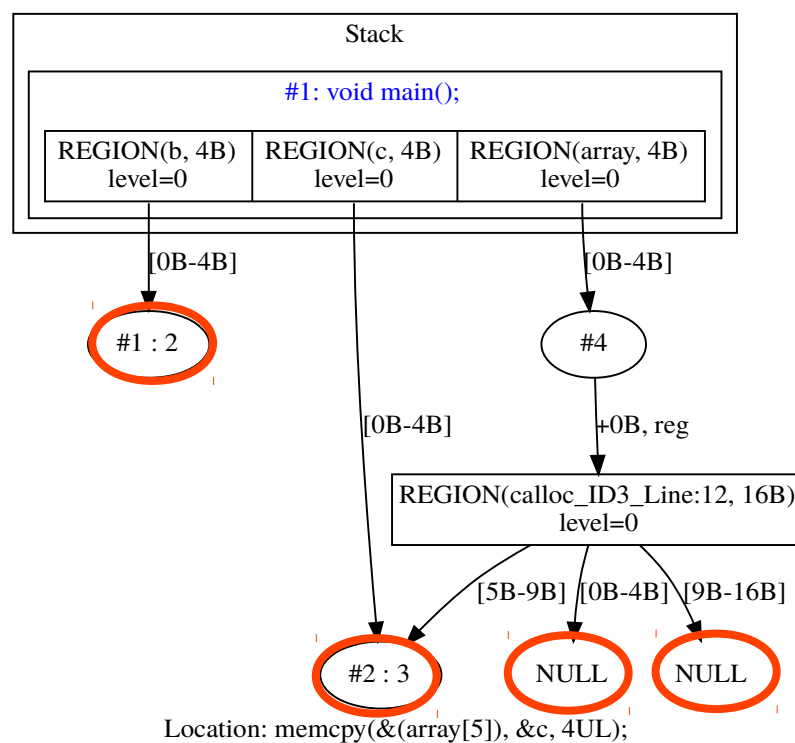 Stack
#1: void main();
REGION(b, 4B)
level=0
REGION(c, 4B)
level=0
REGION(array, 4B)
level=0
[0B-4B]
[0B-4B]
#1 : 2
#4
[0B-4B]
+0B, reg
REGION(calloc_ID3_Line:12, 16B)
level=0
[5B-9B]
[0B-4B]
[9B-16B]
#2 : 3
NULL
NULL
Location: memcpy(&(array[5]), &c, 4UL);